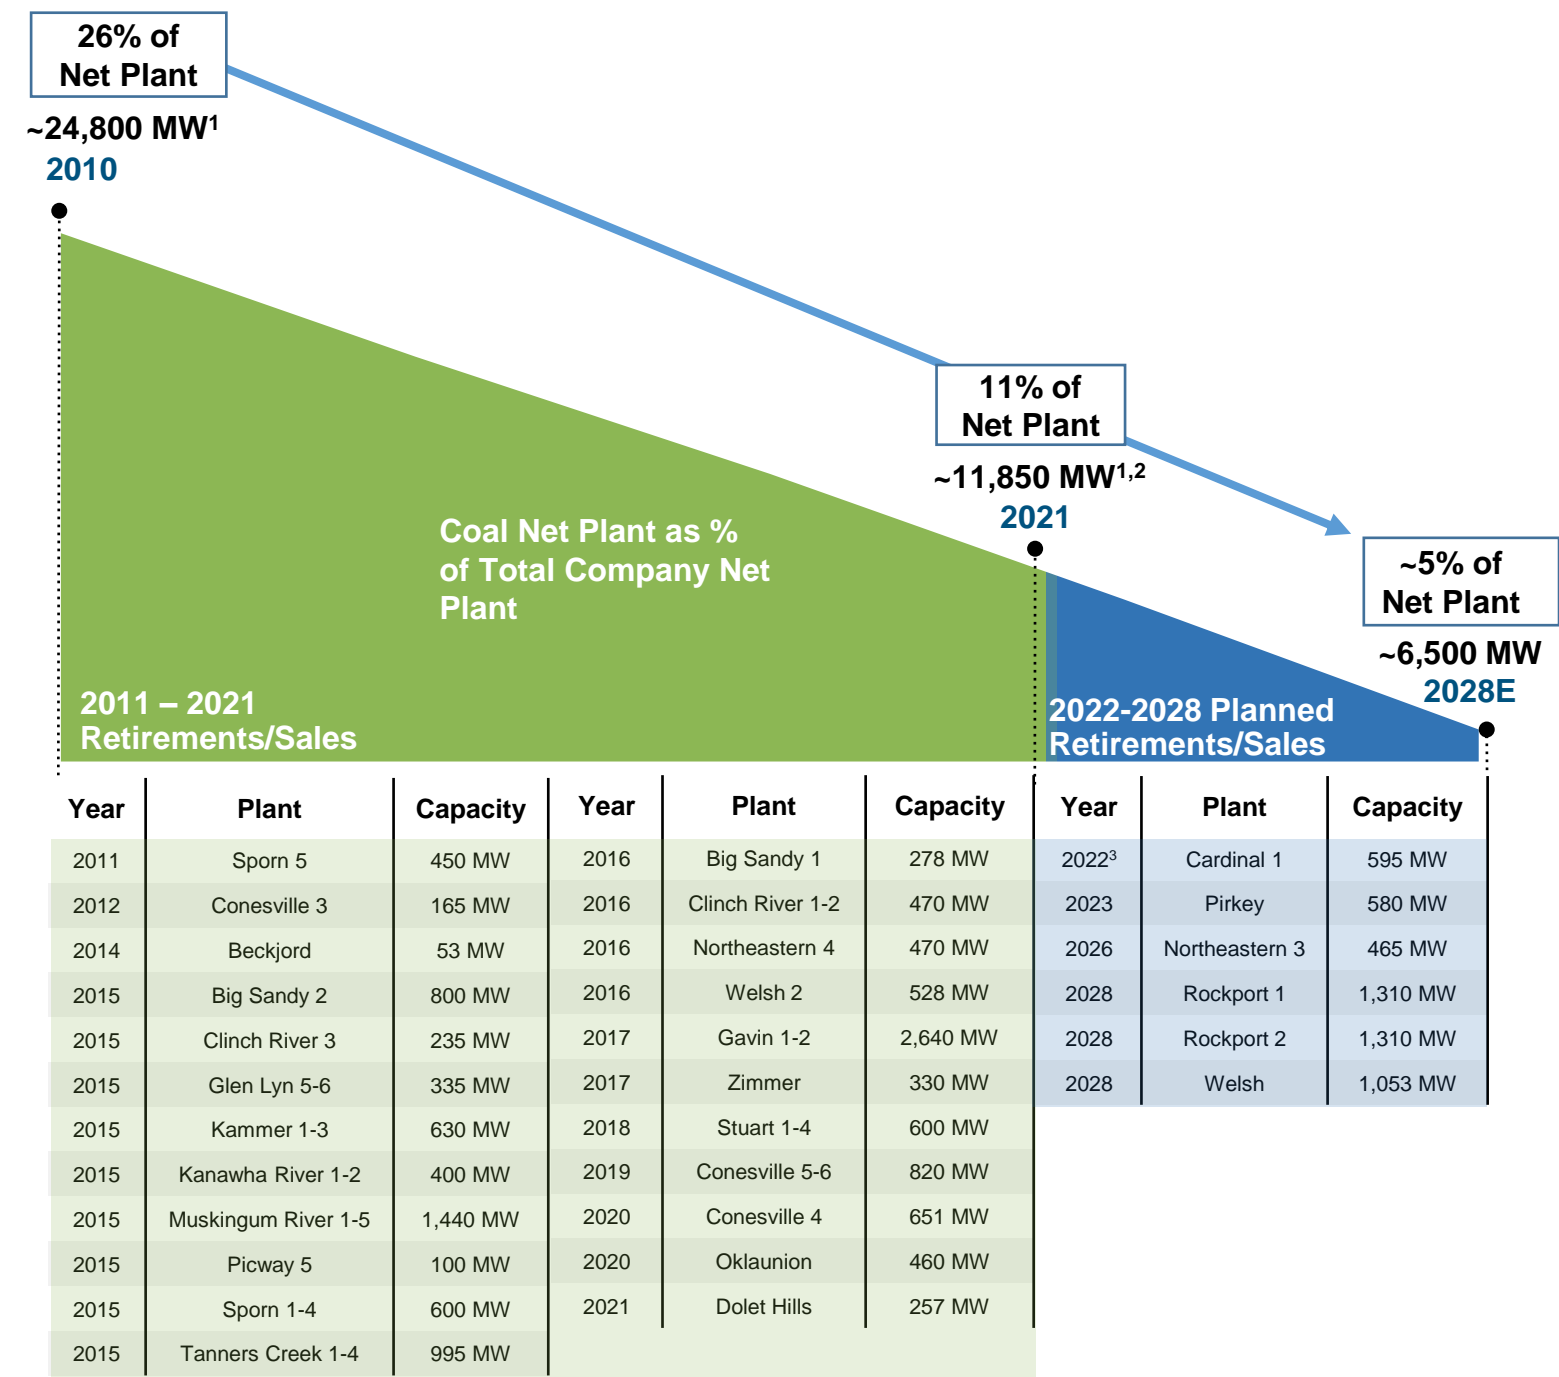 26% of
Net Plant
~24,800 MW¹
2010
11% of
Net Plant
~11,850 MW¹,²
2021
~5% of
Net Plant
~6,500 MW
2028E
Coal Net Plant as %
of Total Company Net
Plant
2011 – 2021
Retirements/Sales
2022-2028 Planned
Retirements/Sales
Year Plant Capacity
2011 Sporn 5 450 MW
2012 Conesville 3 165 MW
2014 Beckjord 53 MW
2015 Big Sandy 2 800 MW
2015 Clinch River 3 235 MW
2015 Glen Lyn 5-6 335 MW
2015 Kammer 1-3 630 MW
2015 Kanawha River 1-2 400 MW
2015 Muskingum River 1-5 1,440 MW
2015 Picway 5 100 MW
2015 Sporn 1-4 600 MW
2015 Tanners Creek 1-4 995 MW
Year Plant Capacity
2016 Big Sandy 1 278 MW
2016 Clinch River 1-2 470 MW
2016 Northeastern 4 470 MW
2016 Welsh 2 528 MW
2017 Gavin 1-2 2,640 MW
2017 Zimmer 330 MW
2018 Stuart 1-4 600 MW
2019 Conesville 5-6 820 MW
2020 Conesville 4 651 MW
2020 Oklaunion 460 MW
2021 Dolet Hills 257 MW
Year Plant Capacity
2022³ Cardinal 1 595 MW
2023 Pirkey 580 MW
2026 Northeastern 3 465 MW
2028 Rockport 1 1,310 MW
2028 Rockport 2 1,310 MW
2028 Welsh 1,053 MW